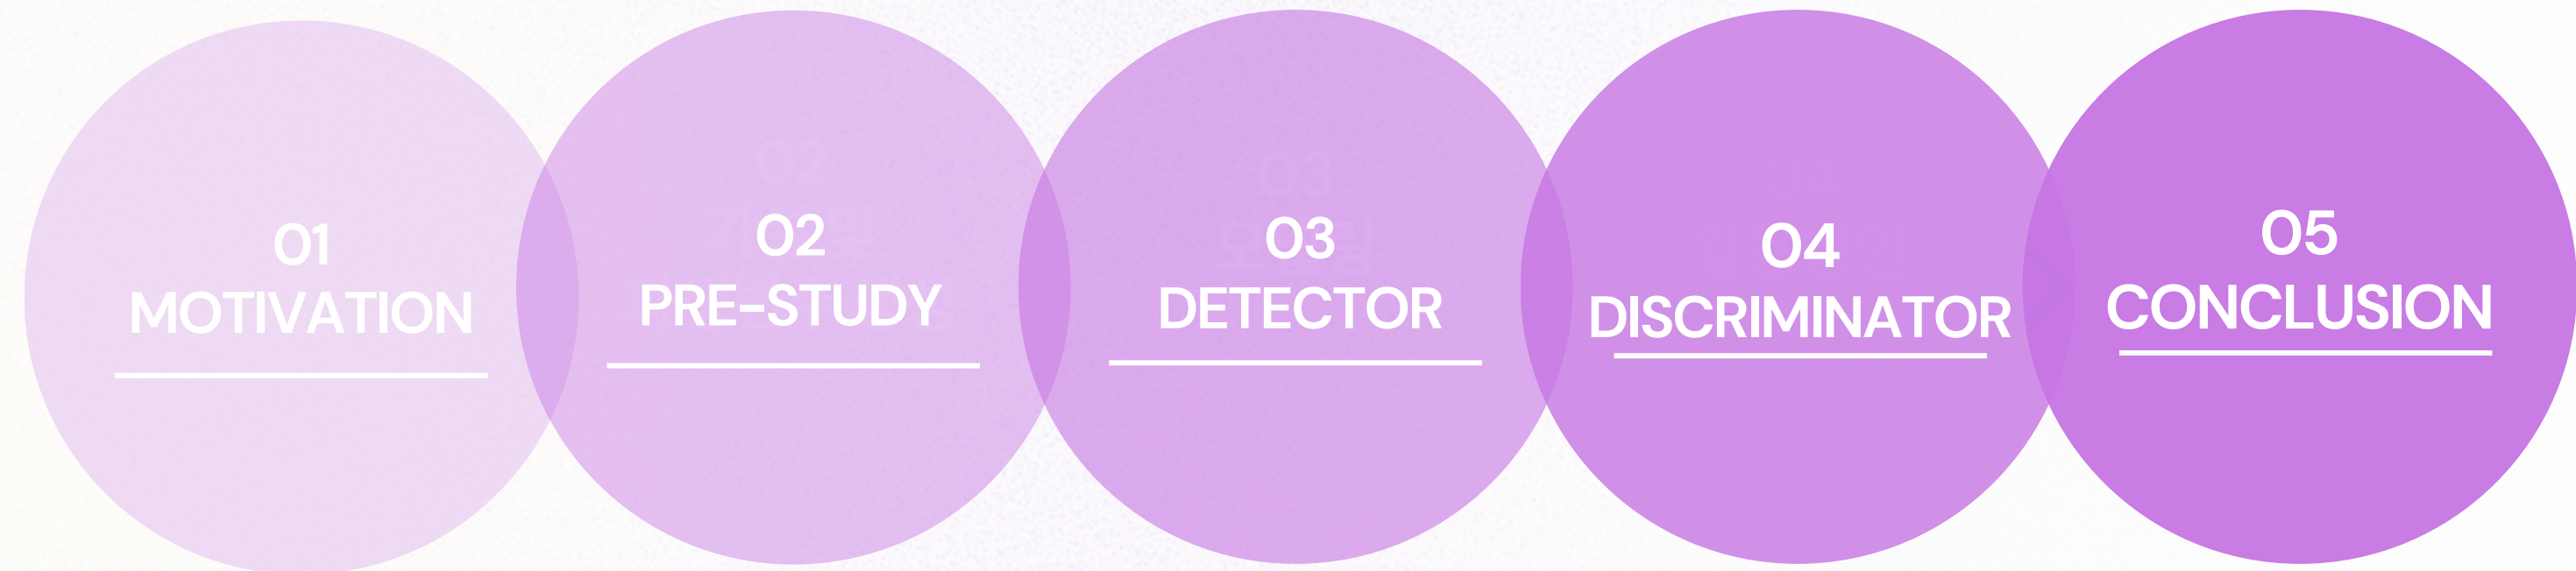 01
MOTIVATION
02
PRE-STUDY
03
DETECTOR
04
DISCRIMINATOR
05
CONCLUSION